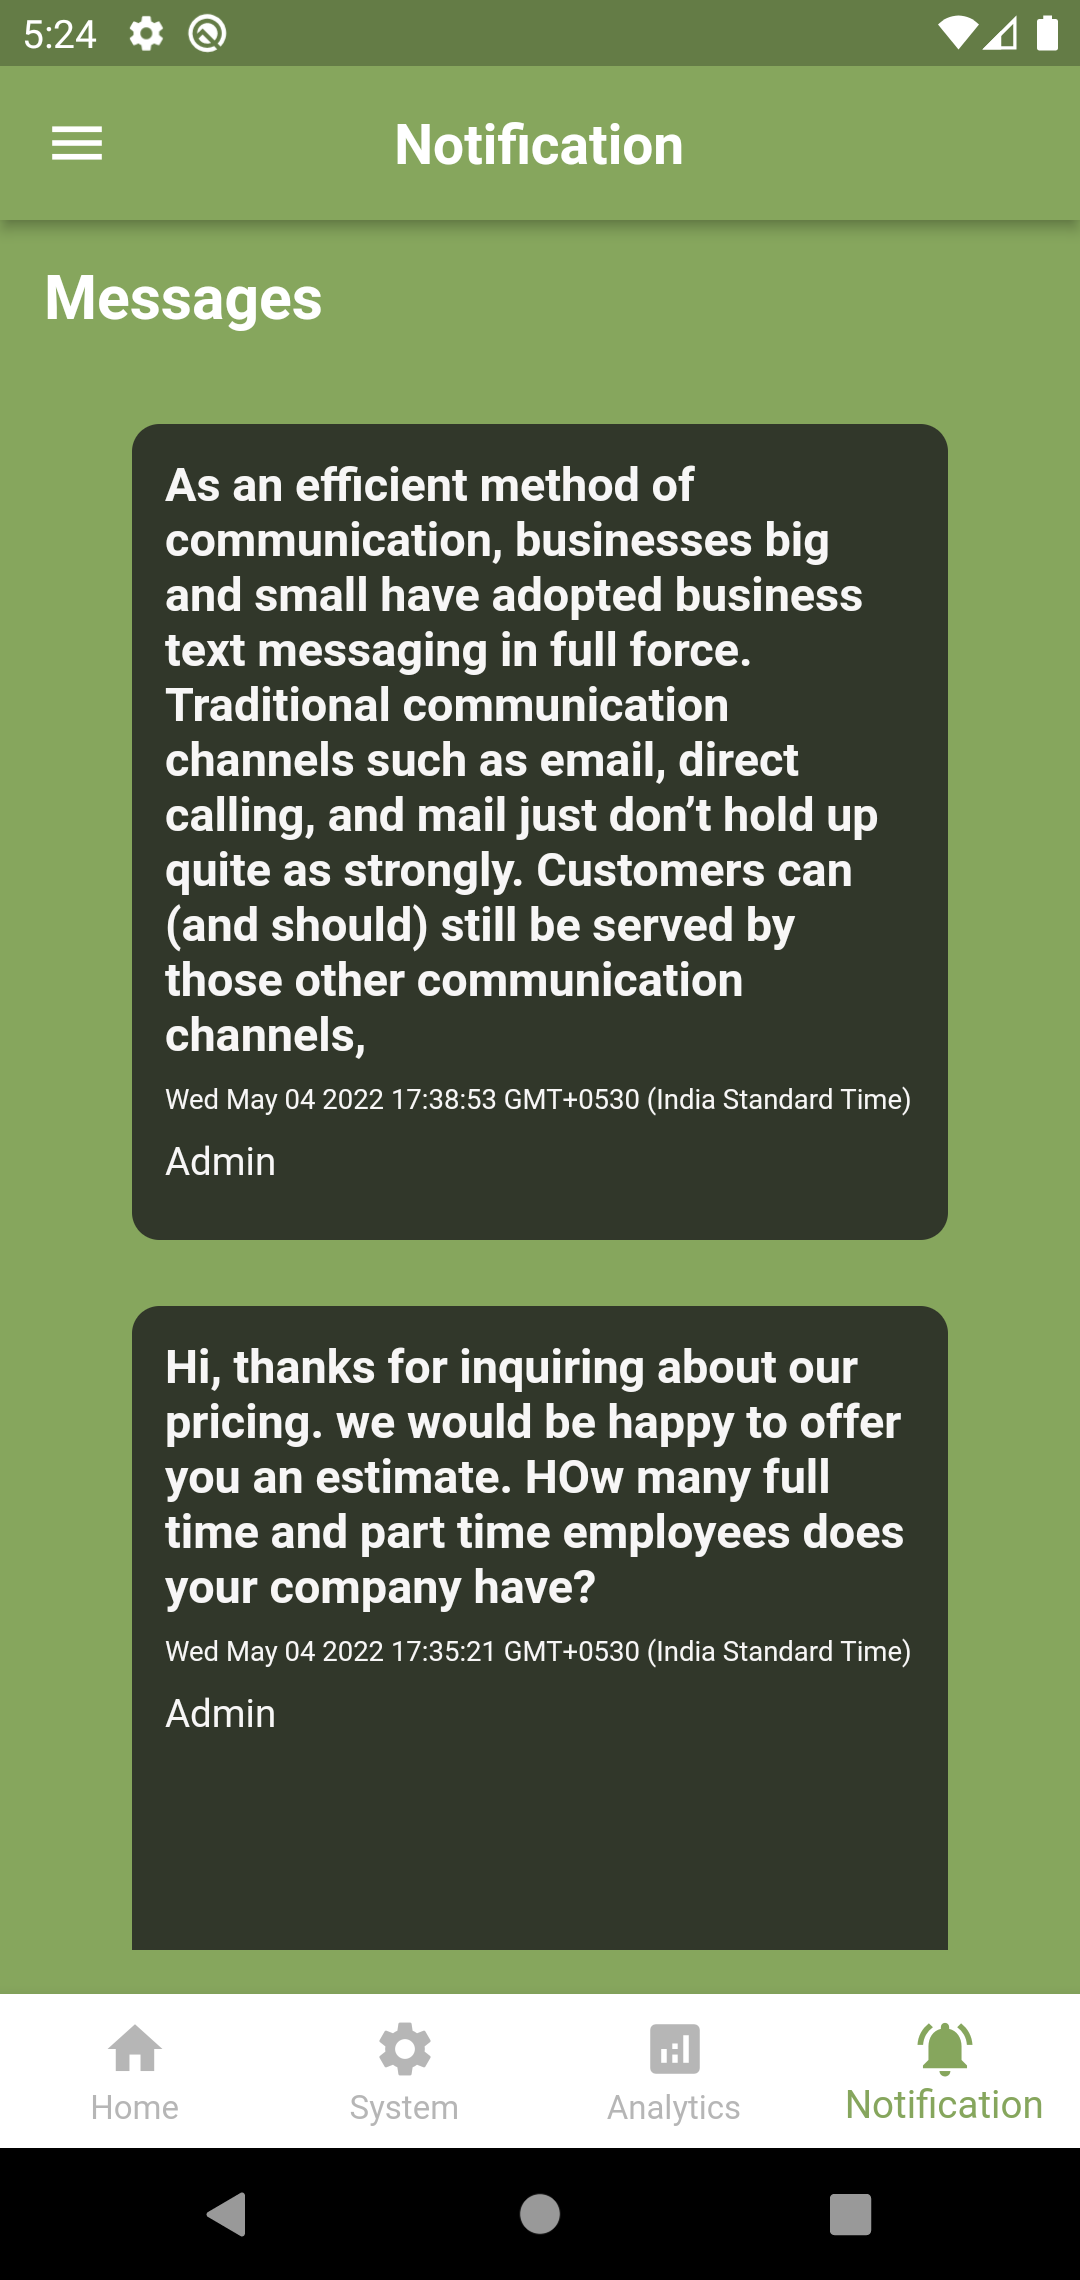 5:24
Notification
Messages
As an efficient method of
communication, businesses big
and small have adopted business
text messaging in full force.
Traditional communication
channels such as email, direct
calling, and mail just don’t hold up
quite as strongly. Customers can
(and should) still be served by
those other communication
channels,
Wed May 04 2022 17:38:53 GMT+0530 (India Standard Time)
Admin
Hi, thanks for inquiring about our
pricing. we would be happy to offer
you an estimate. HOw many full
time and part time employees does
your company have?
Wed May 04 2022 17:35:21 GMT+0530 (India Standard Time)
Admin
Home
System
Analytics
Notification